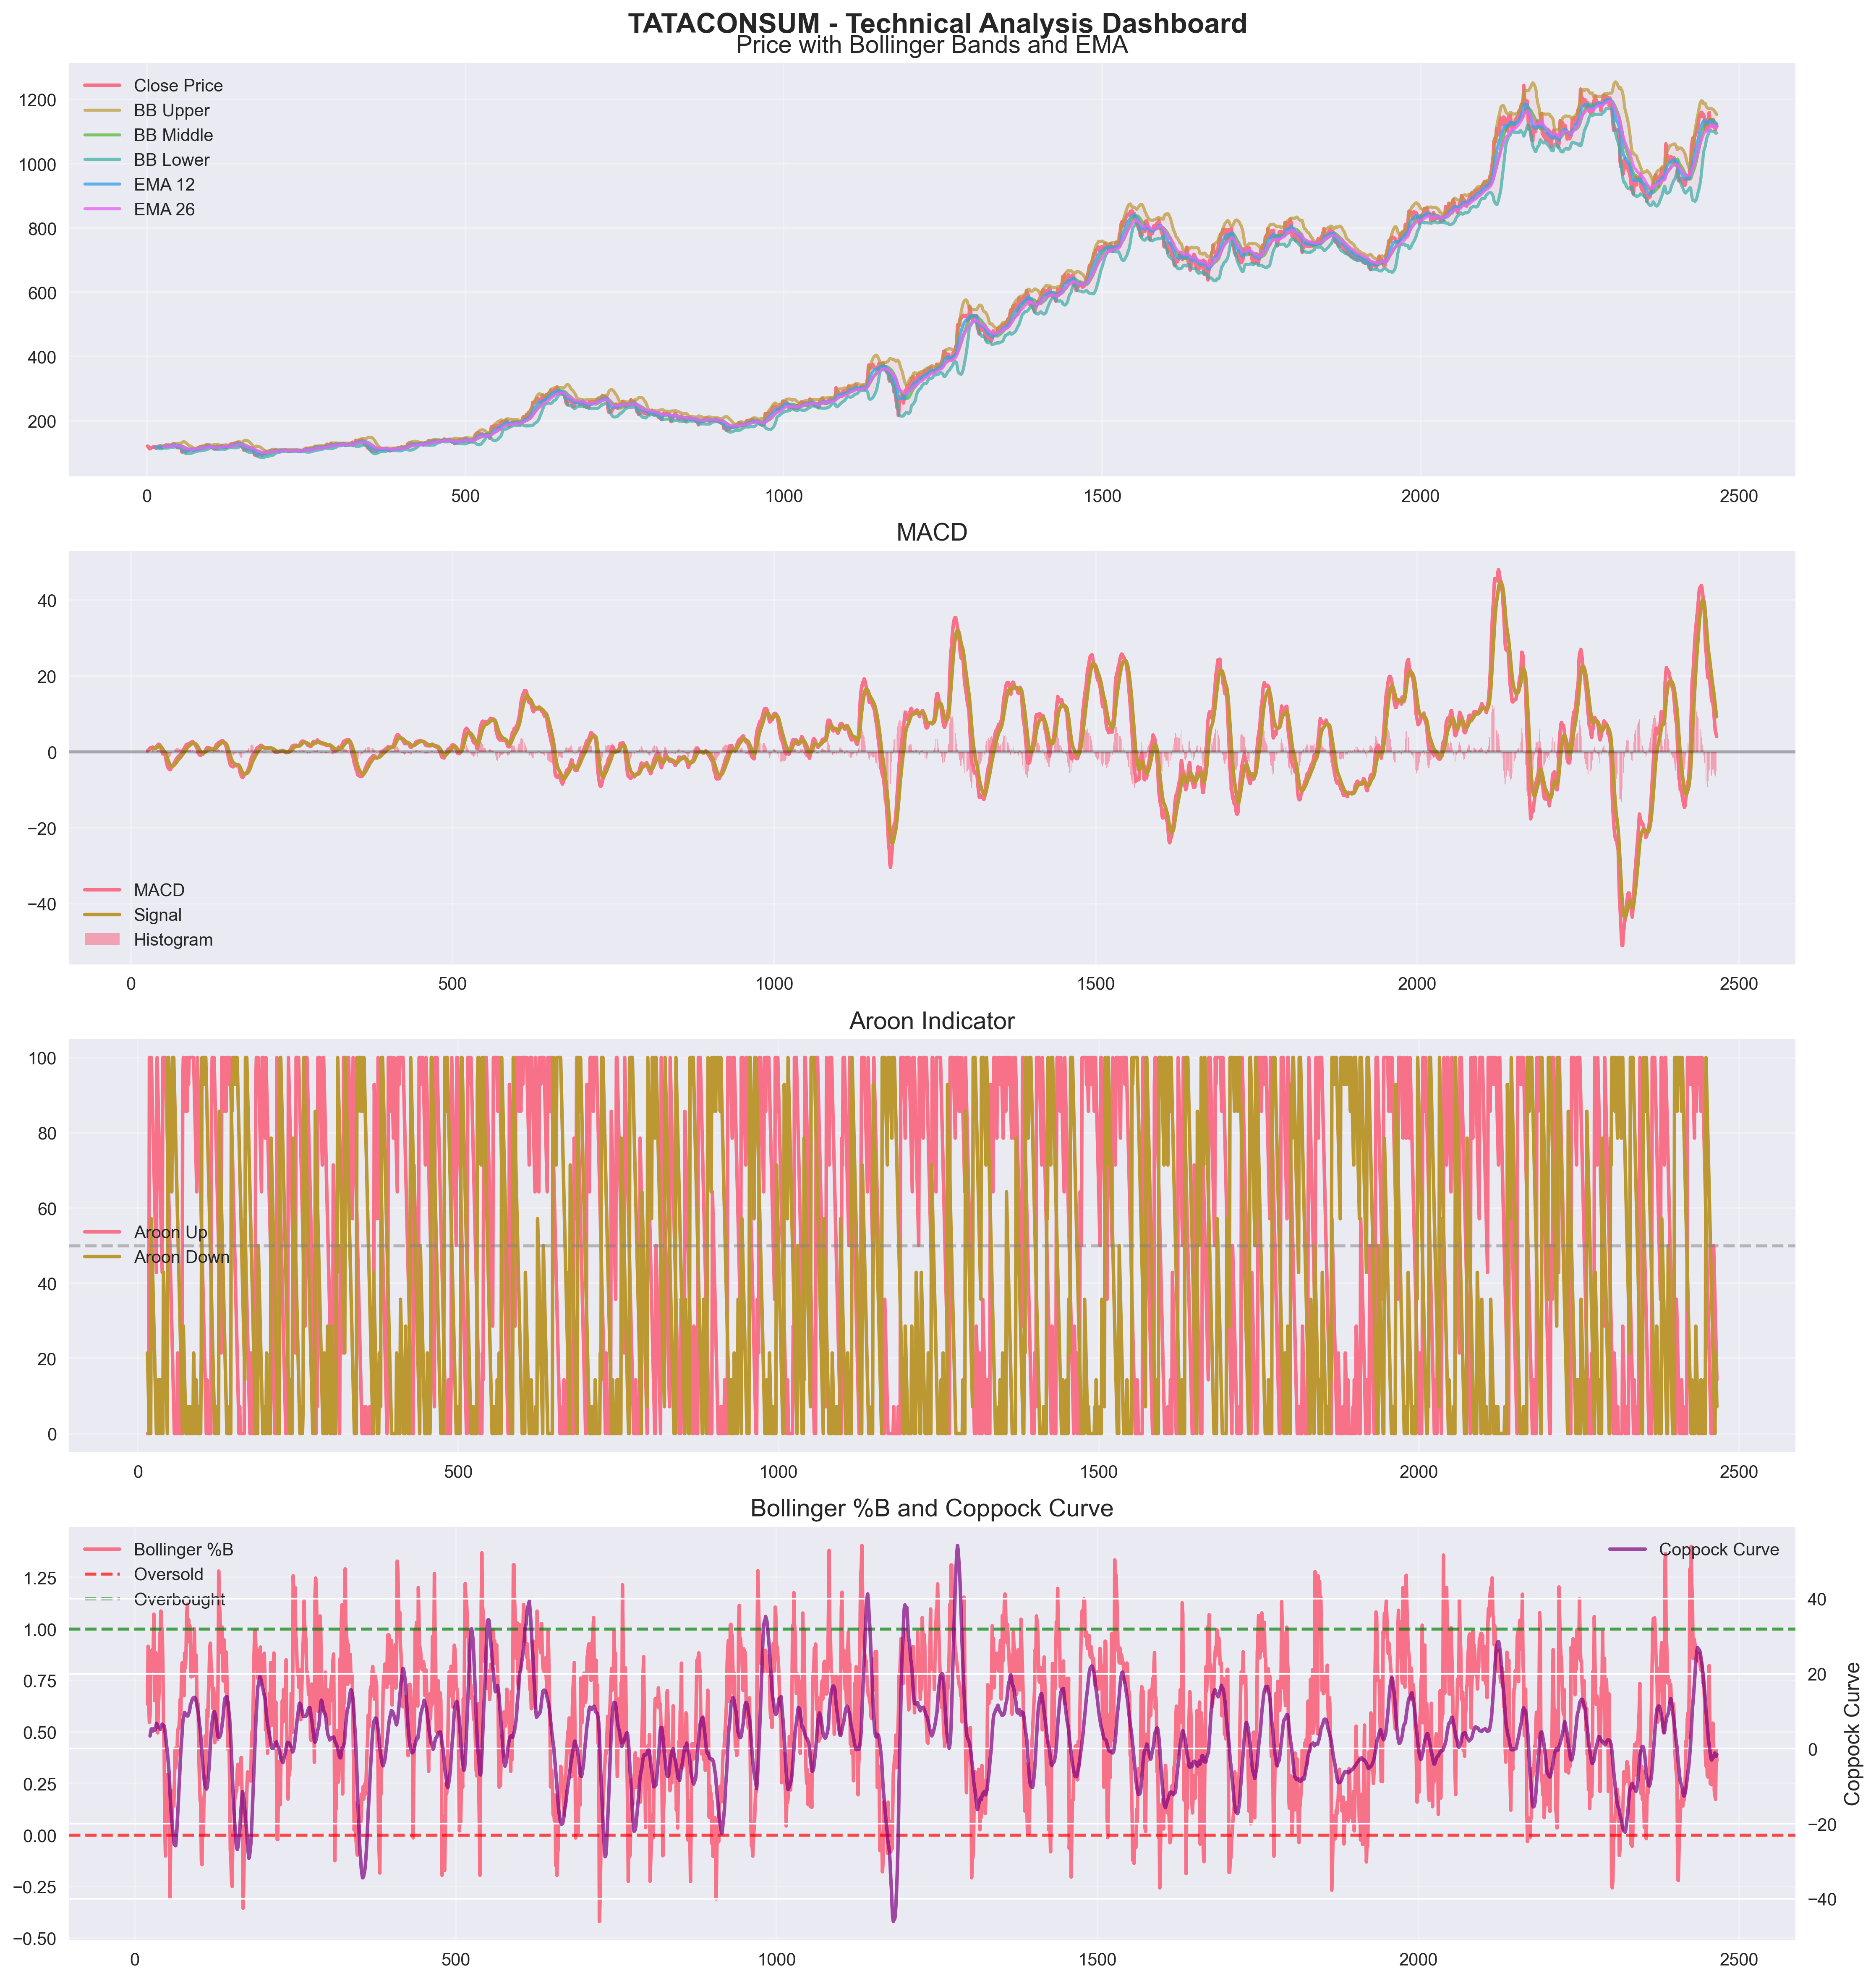 TATACONSUM - Technical Analysis Dashboard
Price with Bollinger Bands and EMA
Close Price
BB Upper
BB Middle
BB Lower
EMA 12
EMA 26
1200
1000
800
600
400
200
0 500 1000 1500 2000 2500
MACD
40
20
0
−20
−40
MACD
Signal
Histogram
0 500 1000 1500 2000 2500
Aroon Indicator
100
80
60
40
20
0
Aroon Up
Aroon Down
0 500 1000 1500 2000 2500
Bollinger %B and Coppock Curve
Bollinger %B
Oversold
Overbought
Coppock Curve
1.25
1.00
0.75
0.50
0.25
0.00
−0.25
−0.50
40
20
0
−20
−40
Coppock Curve
0 500 1000 1500 2000 2500